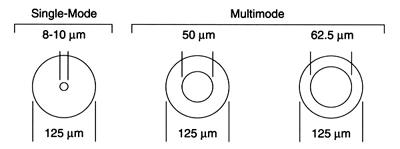 Single-Mode
Multimode
8-10 μm
50 μm
62.5 μm
125 μm
125 μm
125 μm